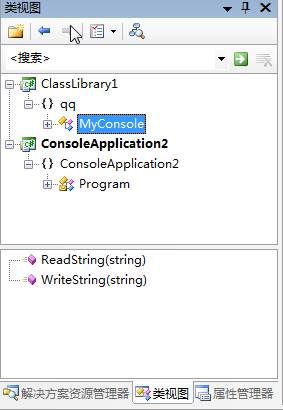 类视图
<搜索>
ClassLibrary1
{} qq
MyConsole
ConsoleApplication2
{} ConsoleApplication2
Program
ReadString(string)
WriteString(string)
解决方案资源管理器 类视图 属性管理器